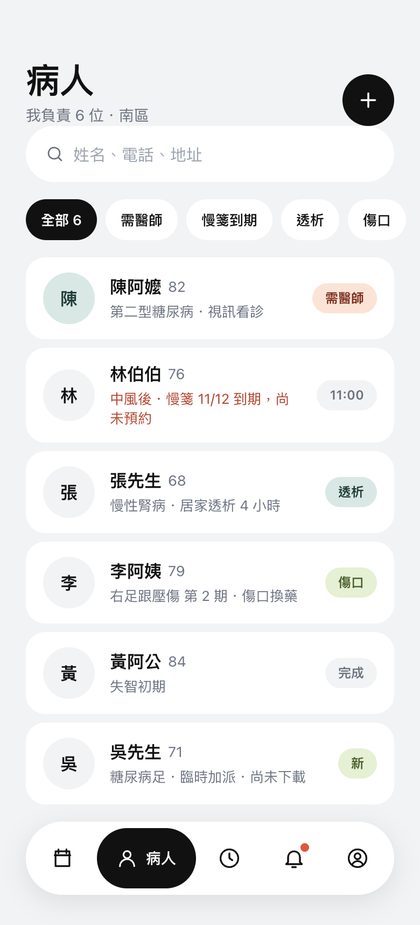 病人
我負責 6 位 · 南區
姓名、電話、地址
全部 6
需醫師
慢箋到期
透析
傷口
陳
陳阿嬤 82
第二型糖尿病 · 視訊看診
需醫師
林
林伯伯 76
中風後 · 慢箋 11/12 到期，尚
未預約
11:00
張
張先生 68
慢性腎病 · 居家透析 4 小時
透析
李
李阿姨 79
右足跟壓傷 第 2 期 · 傷口換藥
傷口
黃
黃阿公 84
失智初期
完成
吳
吳先生 71
糖尿病足 · 臨時加派 · 尚未下載
新
病人